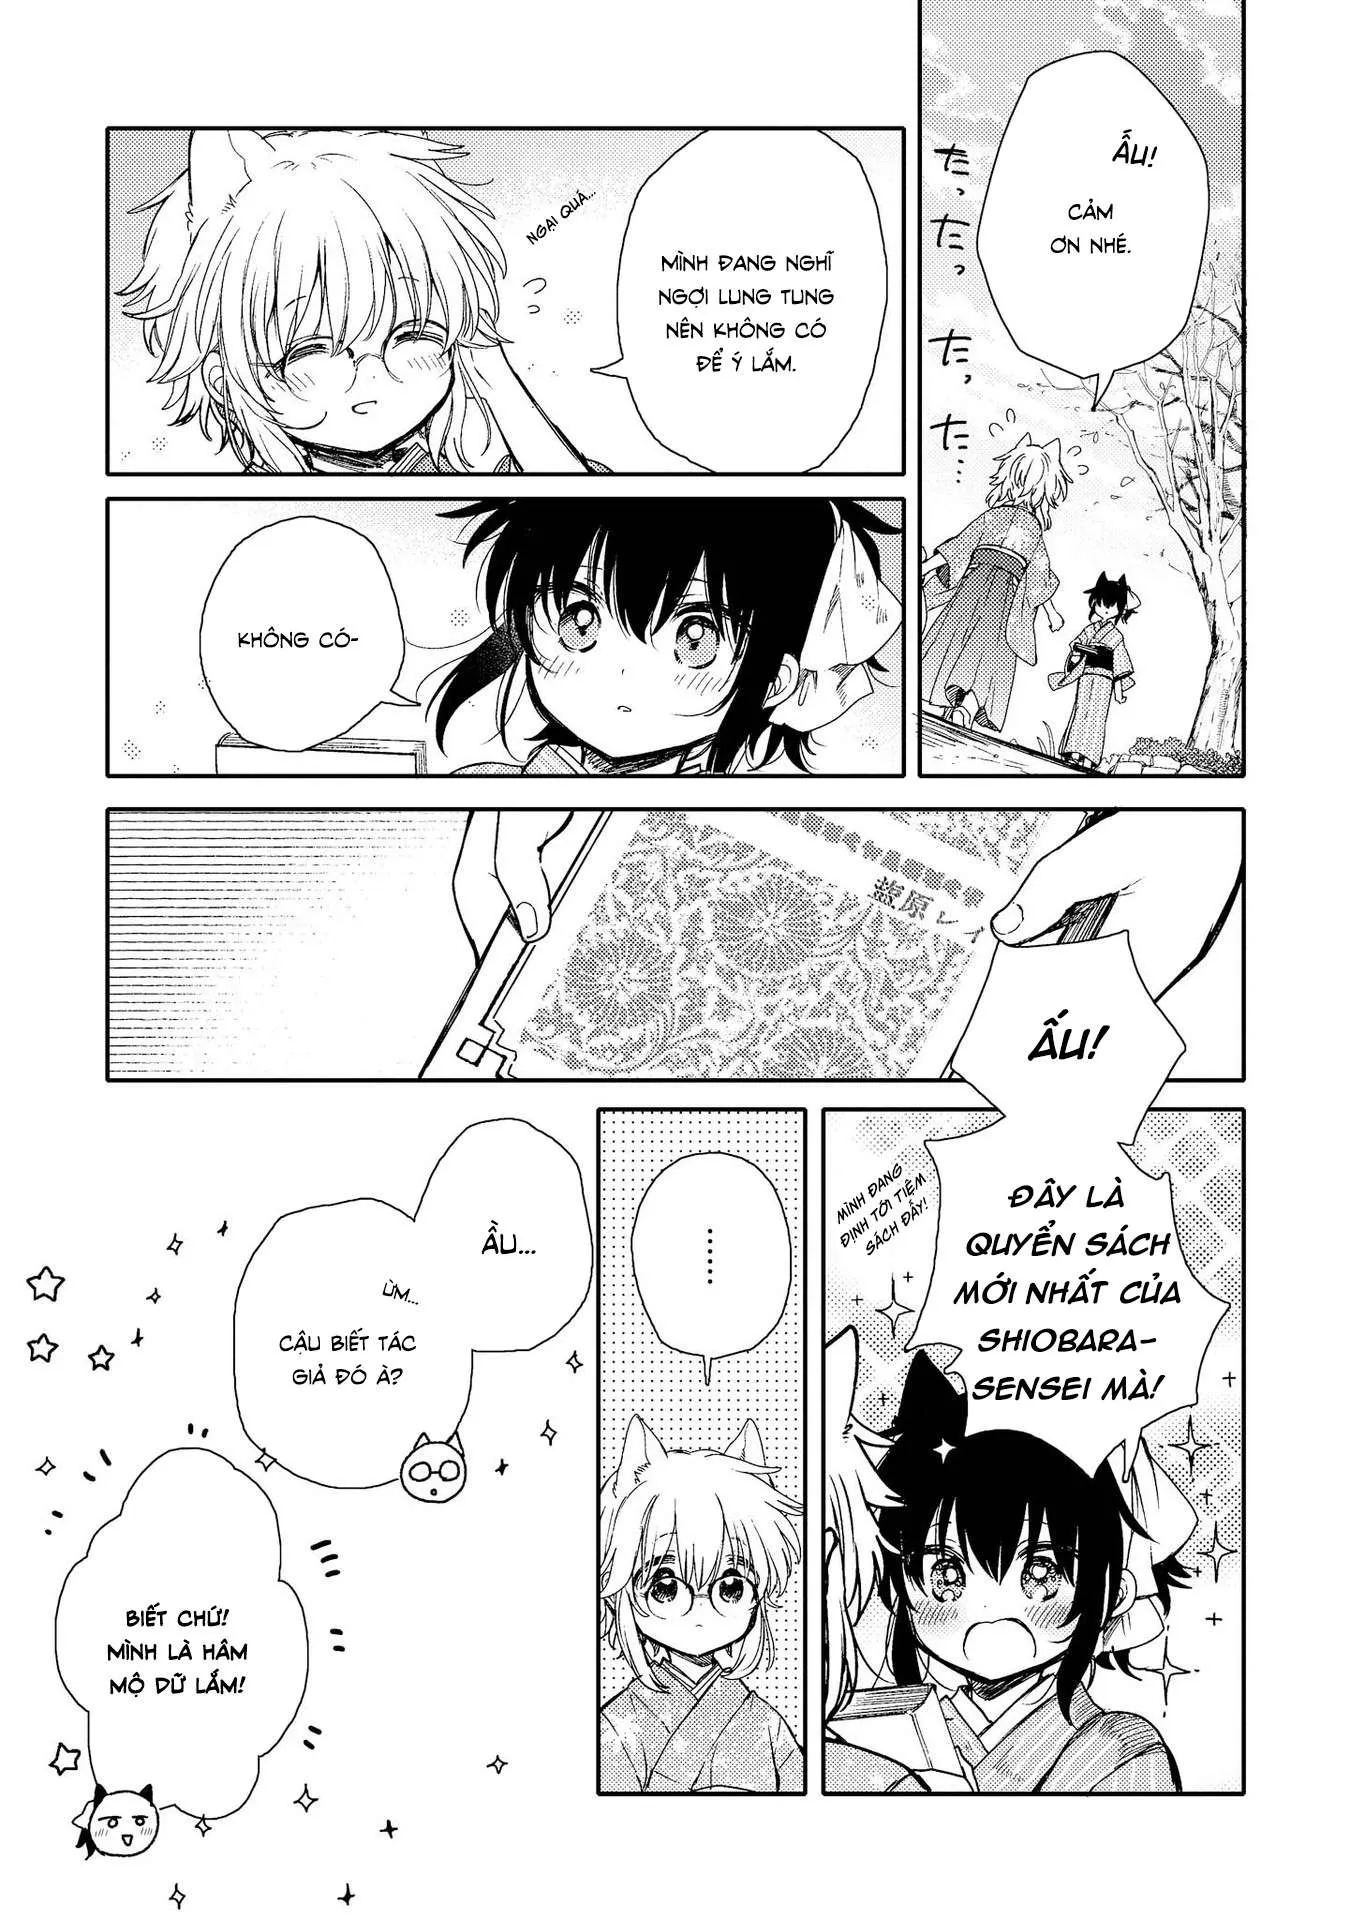 ẤU!
CẢM
ƠN NHÉ.
たっ
たっ
たっ
た…
MÌNH ĐANG NGHĨ
NGỢI LUNG TUNG
NÊN KHÔNG CÓ
ĐỂ Ý LẮM.
NGẠI QUÁ...
KHÔNG CÓ-
ẤU!
ĐÂY LÀ
QUYỂN SÁCH
MỚI NHẤT CỦA
SHIOBARA-
SENSEI MÀ!
MÌNH ĐANG
ĐỊNH TỚI TIỆM
SÁCH ĐẤY!
......
ẦU...
ỪM...
CẬU BIẾT TÁC
GIẢ ĐÓ À?
BIẾT CHỨ!
MÌNH LÀ HÂM
MỘ DỮ LẮM!